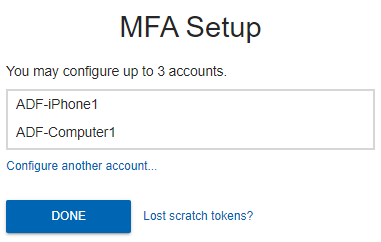 MFA Setup
You may configure up to 3 accounts.
ADF-iPhone1
ADF-Computer1
Configure another account...
DONE Lost scratch tokens?